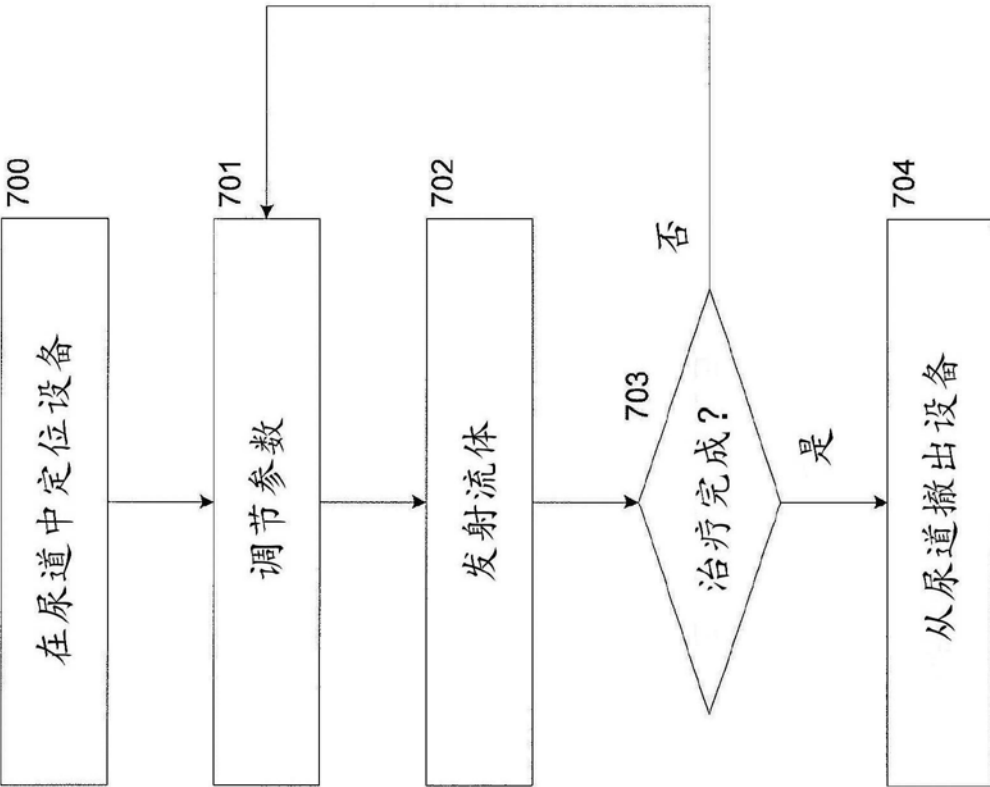 700
在尿道中定位设备
701
调节参数
702
发射流体
703
治疗完成？
否
是
704
从尿道撤出设备